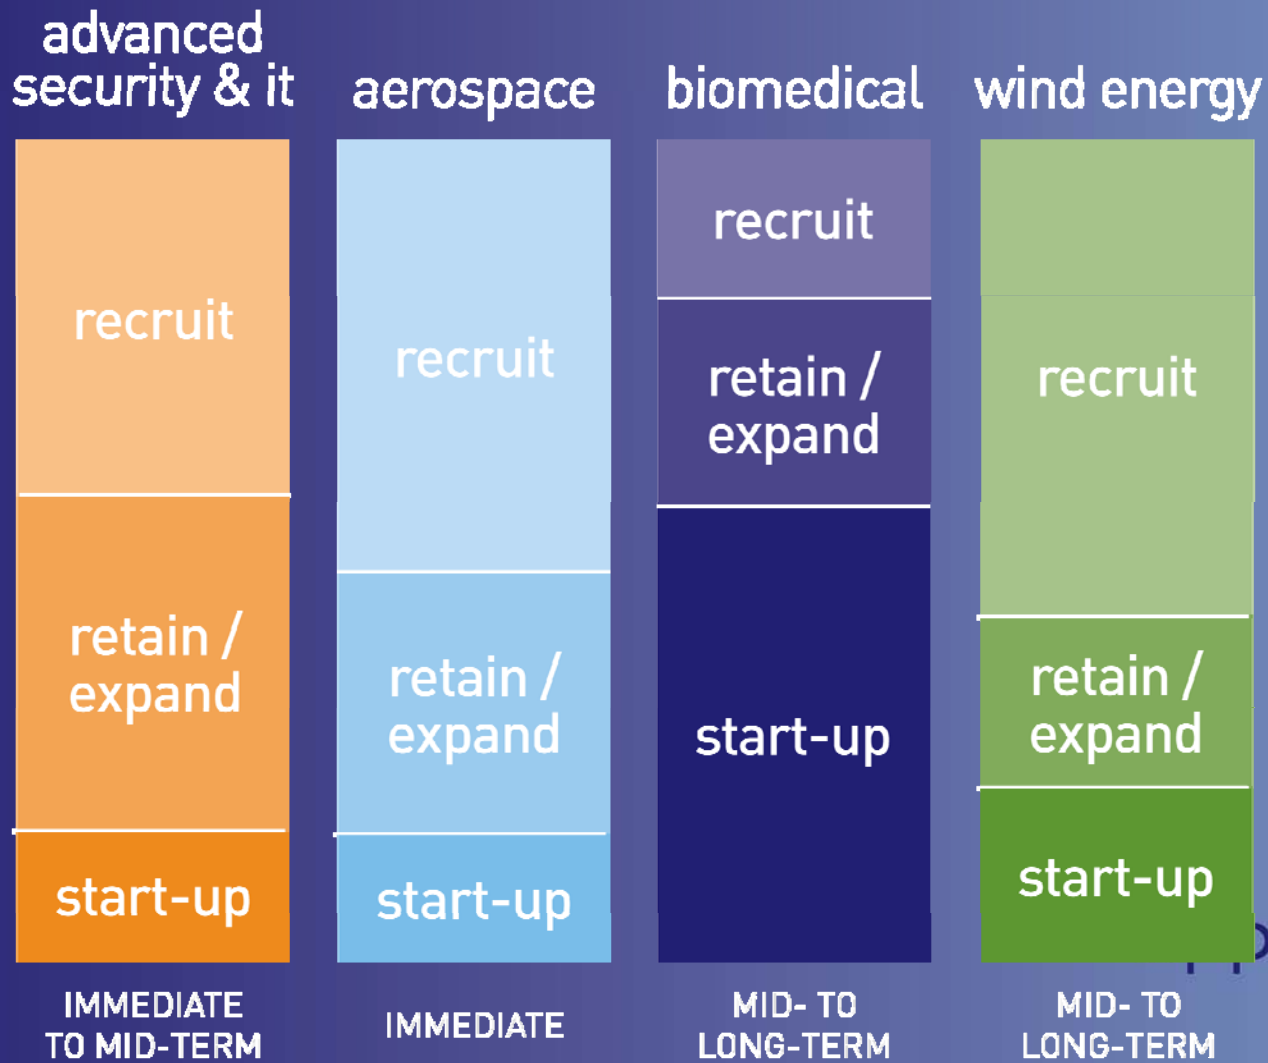 advanced
security & it
aerospace
biomedical
wind energy
recruit
retain /
expand
start-up
IMMEDIATE
TO MID-TERM
recruit
retain /
expand
start-up
IMMEDIATE
recruit
retain /
expand
start-up
MID- TO
LONG-TERM
recruit
retain /
expand
start-up
MID- TO
LONG-TERM